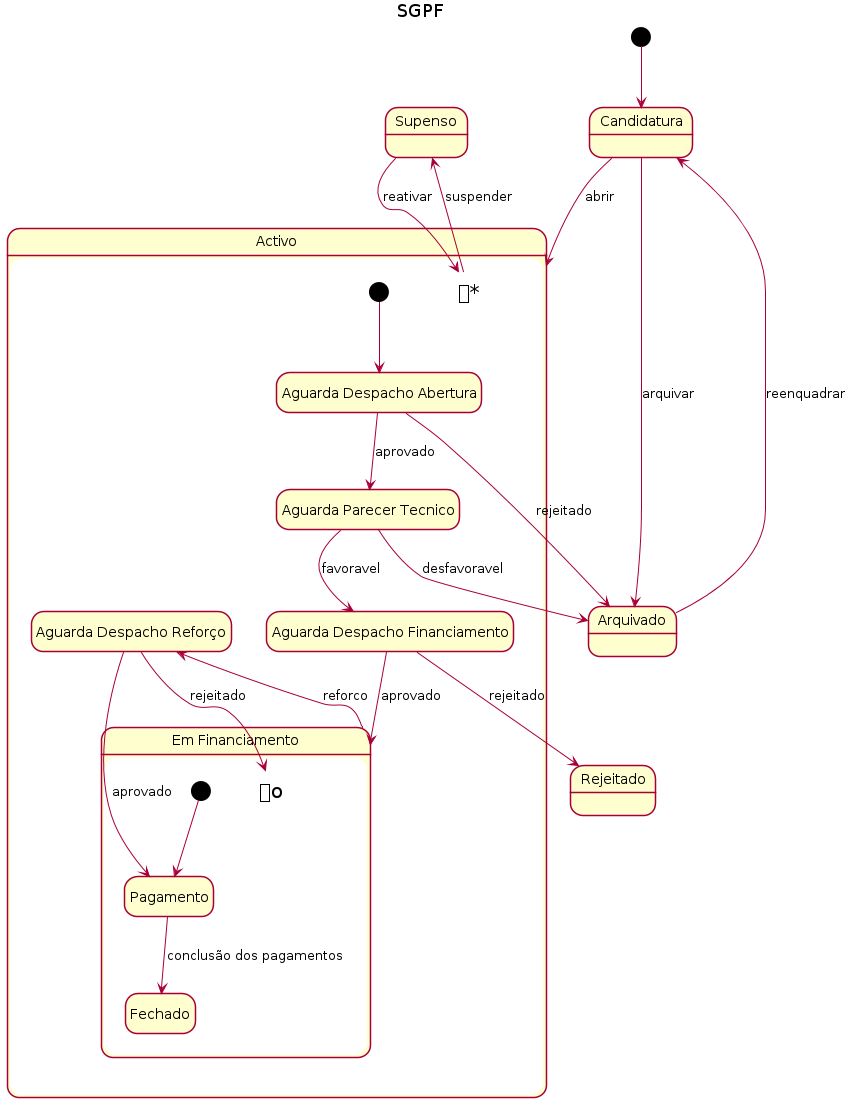 SGPF
Supenso
Candidatura
reativar
suspender
abrir
Activo
*
Aguarda Despacho Abertura
arquivar
reenquadrar
aprovado
rejeitado
Aguarda Parecer Tecnico
favoravel
desfavoravel
Aguarda Despacho Reforço
Aguarda Despacho Financiamento
Arquivado
rejeitado
reforco
aprovado
rejeitado
Em Financiamento
Rejeitado
aprovado
o
Pagamento
conclusão dos pagamentos
Fechado